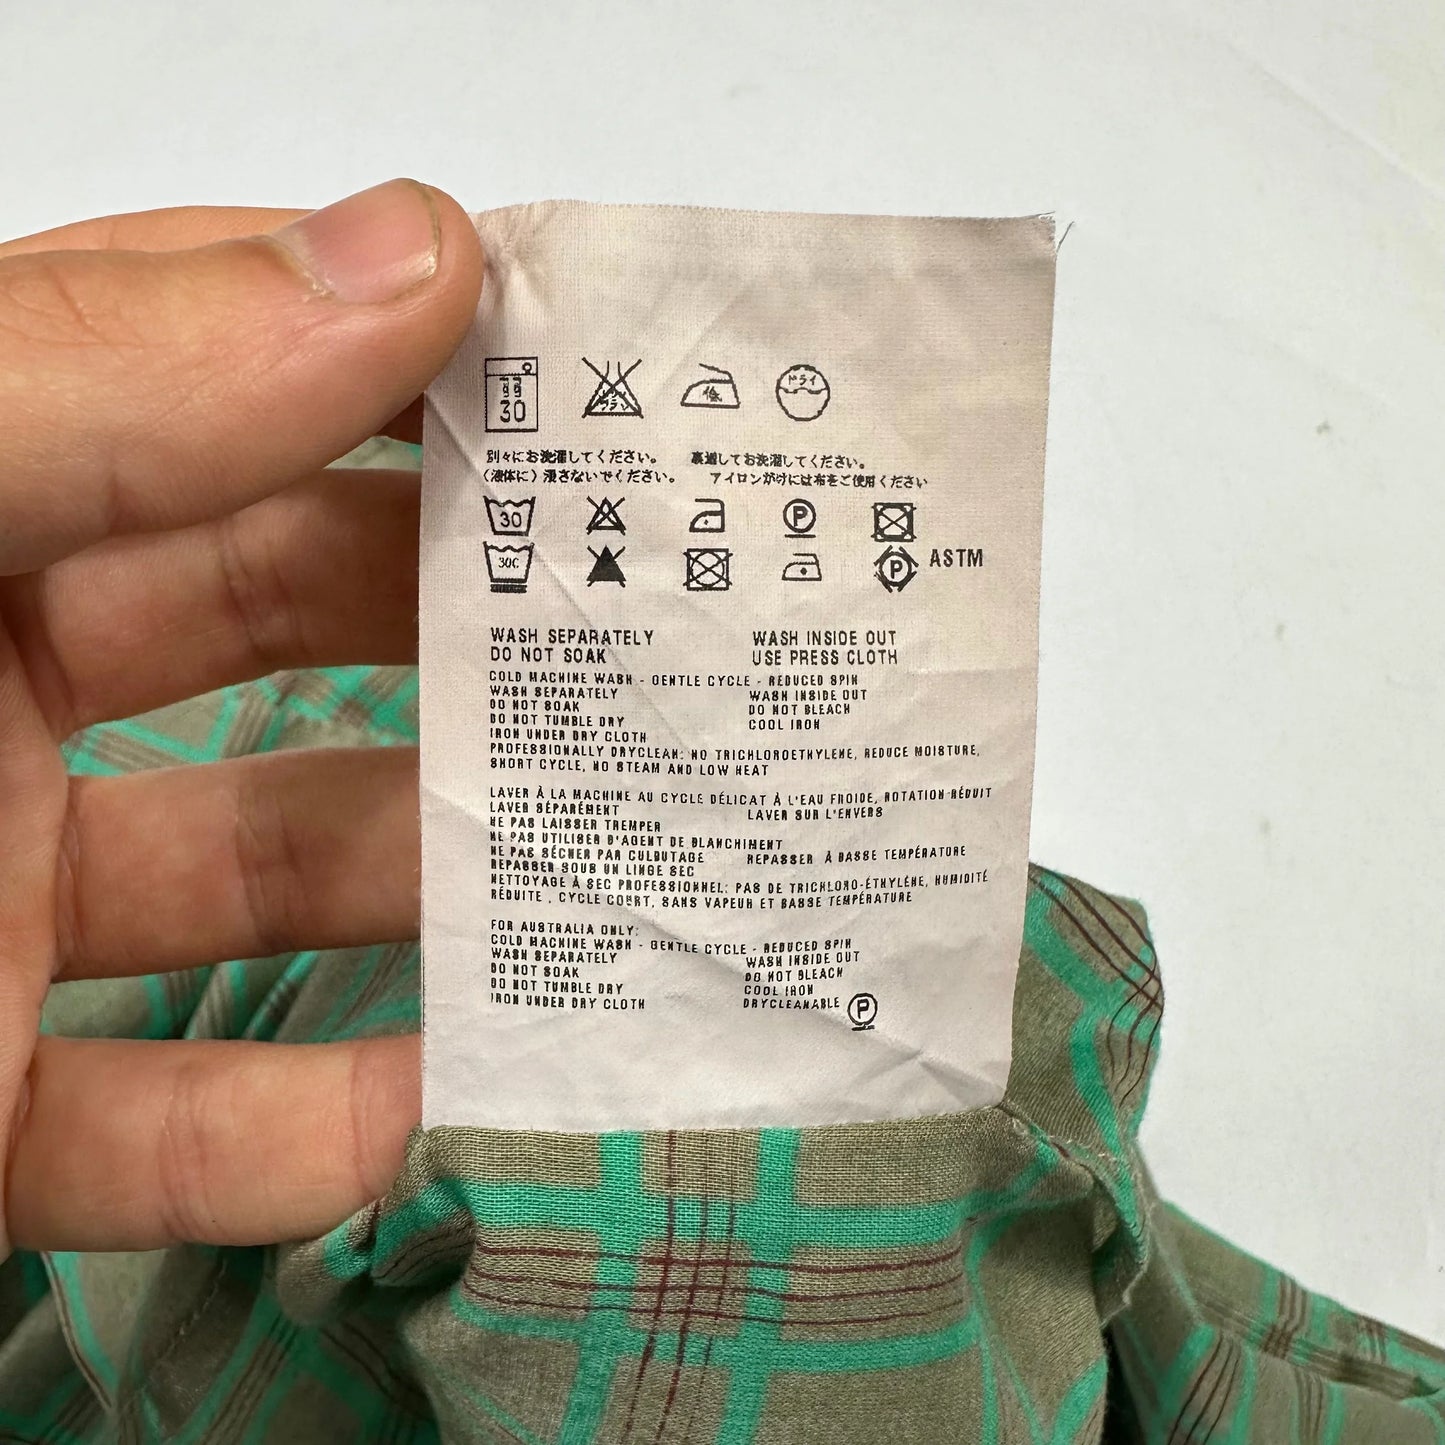 弱
30
エンソ
フラン
低
ドライ
別々にお洗濯してください。 裏返してお洗濯してください。
(液体に)浸さないでください。 アイロンがけには布をご使用ください
30 P
30C P ASTM
WASH SEPARATELY WASH INSIDE OUT
DO NOT SOAK USE PRESS CLOTH
COLD MACHINE WASH - GENTLE CYCLE - REDUCED SPIN
WASH SEPARATELY WASH INSIDE OUT
DO NOT SOAK DO NOT BLEACH
DO NOT TUMBLE DRY COOL IRON
IRON UNDER DRY CLOTH
PROFESSIONALLY DRYCLEAN: NO TRICHLOROETHYLENE, REDUCE MOISTURE,
SHORT CYCLE, NO STEAM AND LOW HEAT
LAVER À LA MACHINE AU CYCLE DÉLICAT À L'EAU FROIDE, ROTATION RÉDUIT
LAVER SÉPARÉMENT LAVER SUR L'ENVERS
NE PAS LAISSER TREMPER
NE PAS UTILISER D'AGENT DE BLANCHIMENT
NE PAS SÉCHER PAR CULBUTAGE REPASSER À BASSE TEMPÉRATURE
REPASSER SOUS UN LINGE SEC
NETTOYAGE À SEC PROFESSIONNEL: PAS DE TRICHLORO-ÉTHYLÈNE, HUMIDITÉ
RÉDUITE , CYCLE COURT, SANS VAPEUR ET BASSE TEMPÉRATURE
FOR AUSTRALIA ONLY:
COLD MACHINE WASH - GENTLE CYCLE - REDUCED SPIN
WASH SEPARATELY WASH INSIDE OUT
DO NOT SOAK DO NOT BLEACH
DO NOT TUMBLE DRY COOL IRON
IRON UNDER DRY CLOTH DRYCLEANABLE P